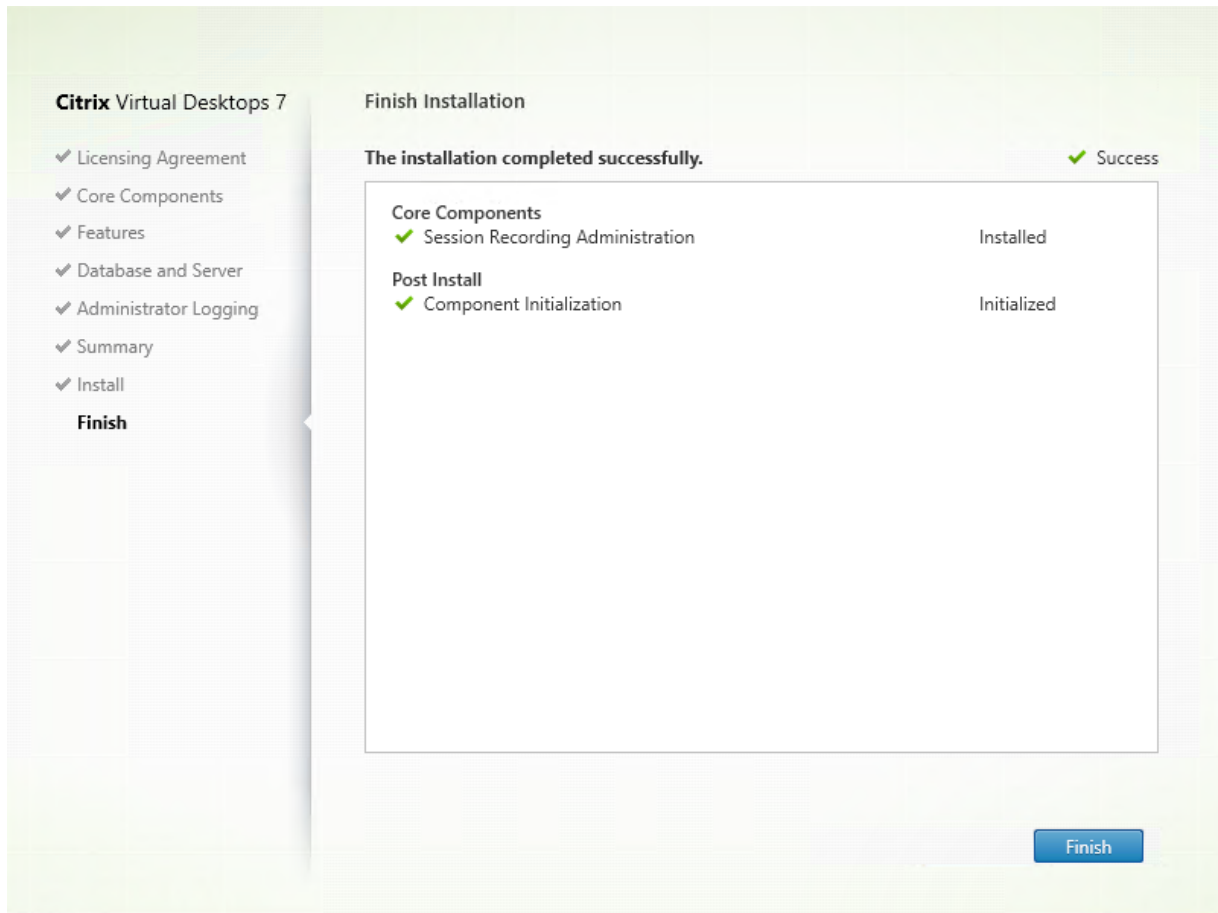 Citrix Virtual Desktops 7
Licensing Agreement
Core Components
Features
Database and Server
Administrator Logging
Summary
Install
Finish
Finish Installation
The installation completed successfully.
Success
Core Components
Session Recording Administration Installed
Post Install
Component Initialization Initialized
Finish